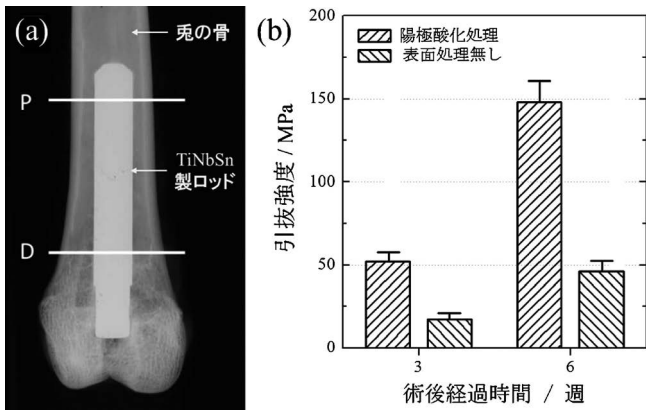 (a)
兎の骨
P
TiNbSn
製ロッド
D
(b)
200
150
100
50
0
引抜強度 / MPa
陽極酸化処理
表面処理無し
3
6
術後経過時間 / 週